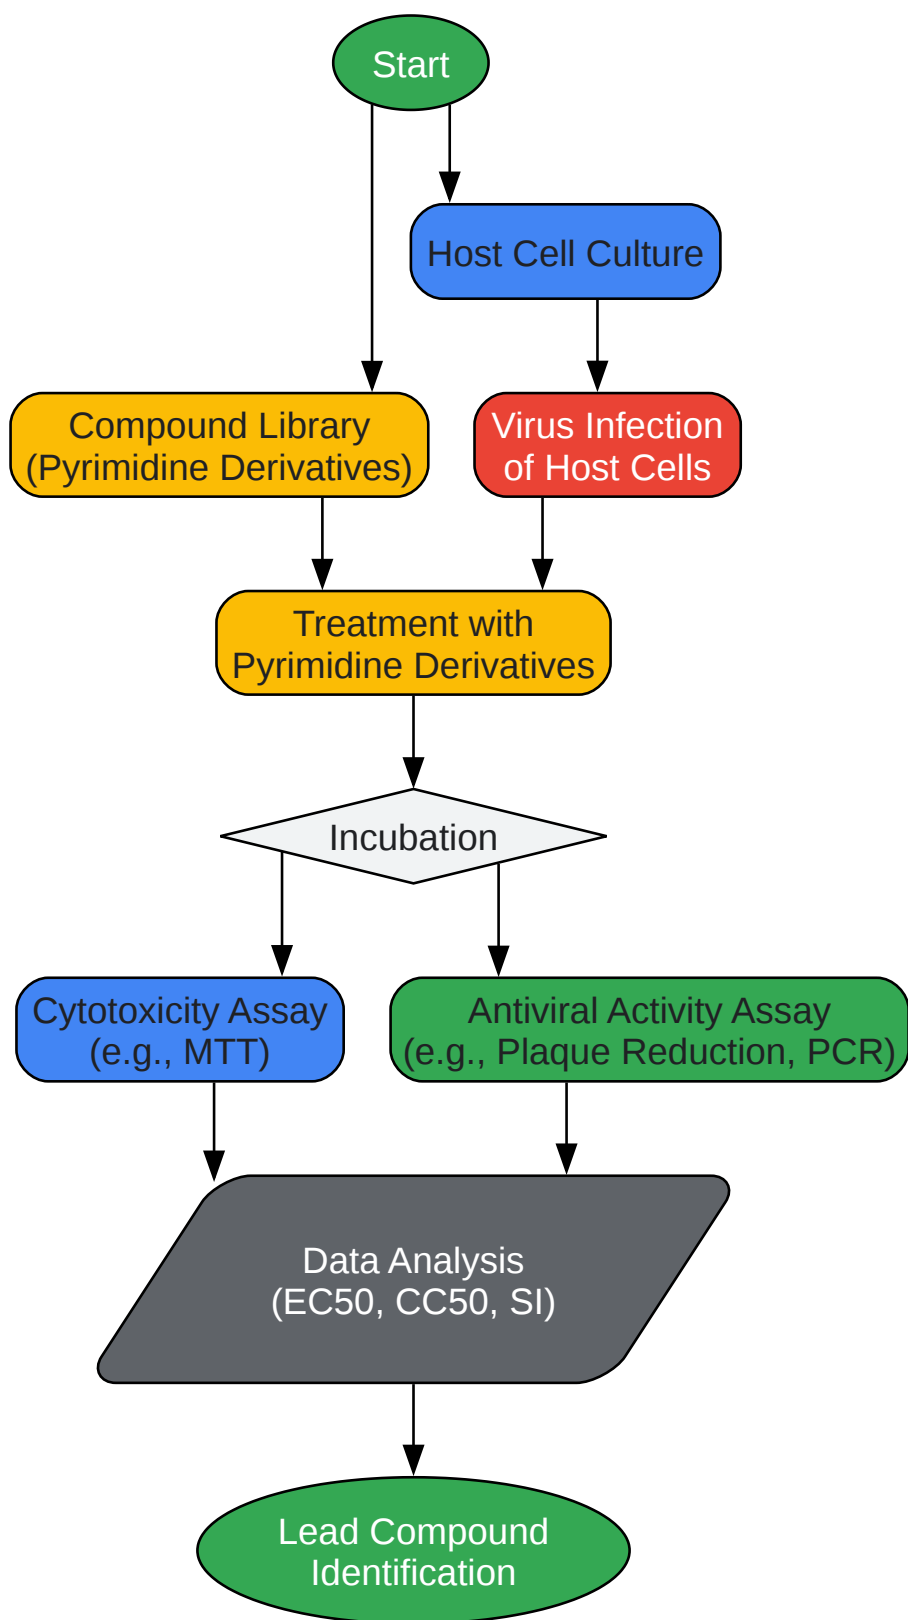 Start
Host Cell Culture
Compound Library
(Pyrimidine Derivatives)
Virus Infection
of Host Cells
Treatment with
Pyrimidine Derivatives
Incubation
Cytotoxicity Assay
(e.g., MTT)
Antiviral Activity Assay
(e.g., Plaque Reduction, PCR)
Data Analysis
(EC50, CC50, SI)
Lead Compound
Identification